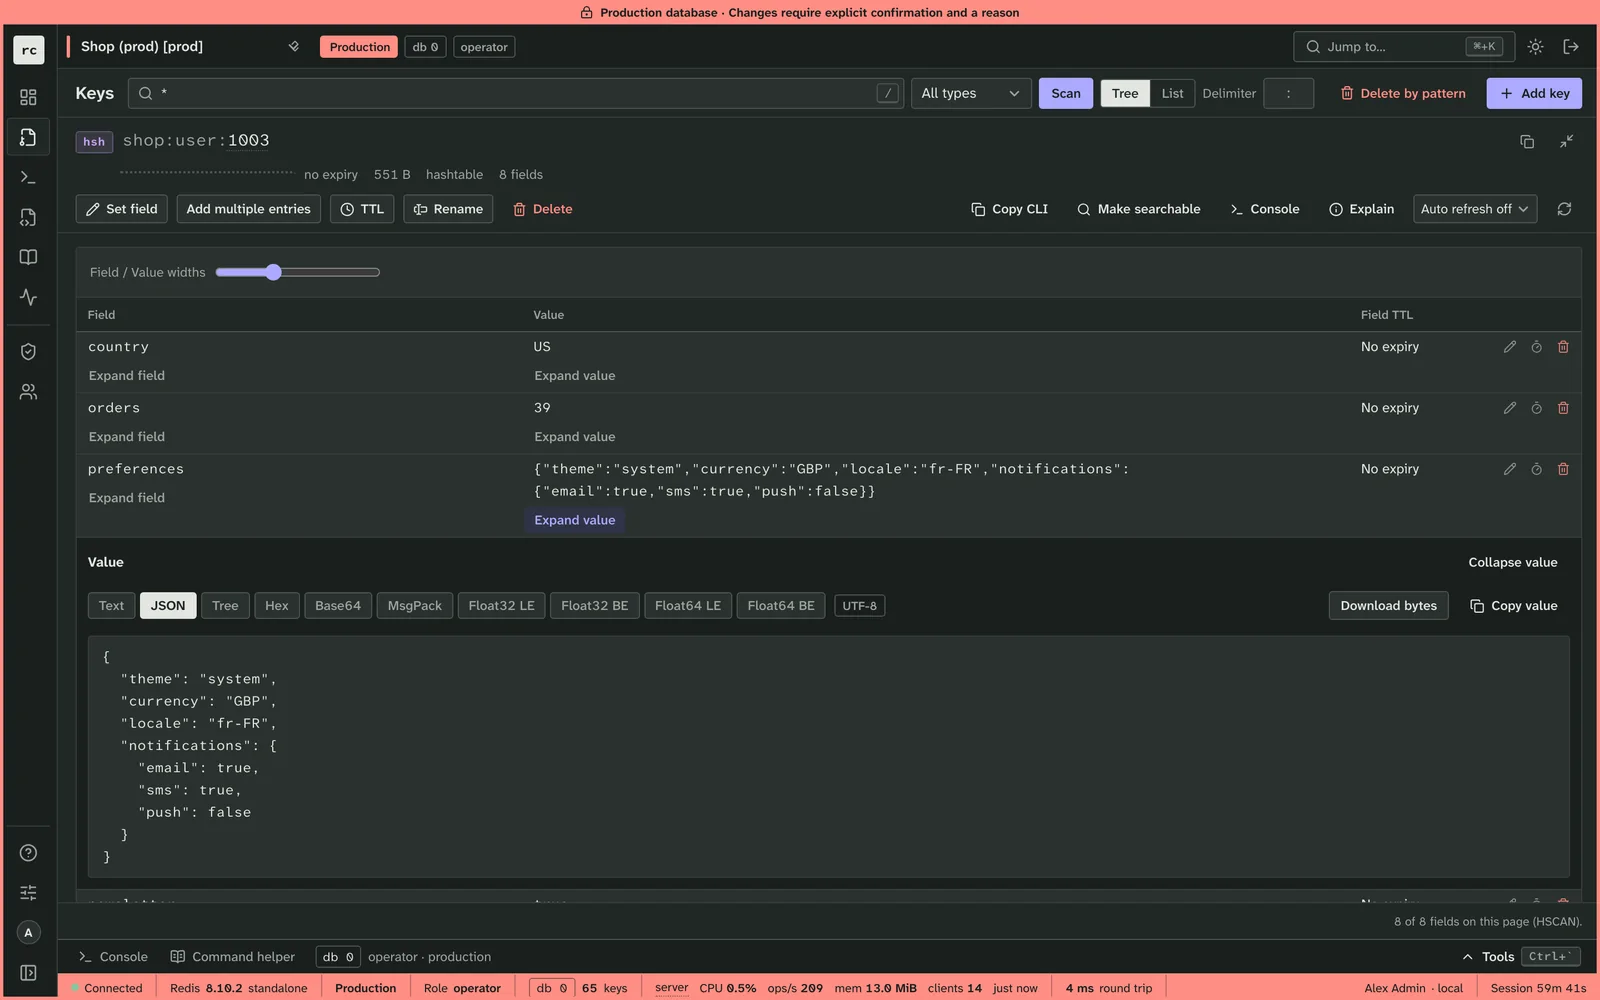 Production database · Changes require explicit confirmation and a reason
rc
Shop (prod) [prod]
Production
db 0
operator
Jump to...
⌘+K
Keys
*
/
All types
Scan
Tree
List
Delimiter
:
Delete by pattern
+ Add key
hsh
shop:user:1003
no expiry 551 B hashtable 8 fields
Set field
Add multiple entries
TTL
Rename
Delete
Copy CLI
Make searchable
Console
Explain
Auto refresh off
Field / Value widths
Field Value Field TTL
country US No expiry
Expand field Expand value
orders 39 No expiry
Expand field Expand value
preferences {"theme":"system","currency":"GBP","locale":"fr-FR","notifications": No expiry
{"email":true,"sms":true,"push":false}}
Expand field
Expand value
Value
Collapse value
Text
JSON
Tree
Hex
Base64
MsgPack
Float32 LE
Float32 BE
Float64 LE
Float64 BE
UTF-8
Download bytes
Copy value
{
"theme": "system",
"currency": "GBP",
"locale": "fr-FR",
"notifications": {
"email": true,
"sms": true,
"push": false
}
}
8 of 8 fields on this page (HSCAN).
A
Console
Command helper
db 0
operator · production
Tools
Ctrl+`
Connected
Redis 8.10.2 standalone
Production
Role operator
db 0 65 keys
server CPU 0.5% ops/s 209 mem 13.0 MiB clients 14 just now
4 ms round trip
Alex Admin · local
Session 59m 41s